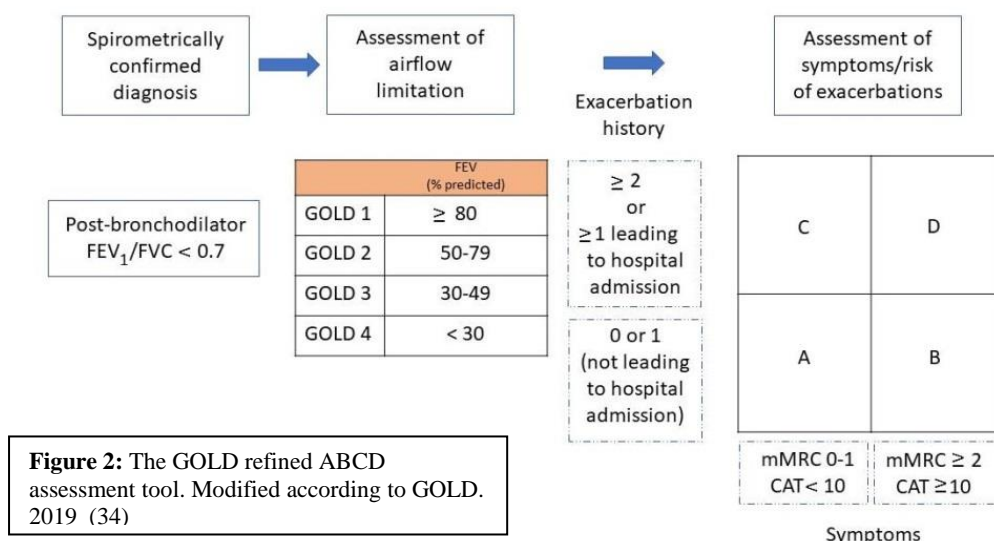 Spirometrically
confirmed
diagnosis
Assessment of
airflow
limitation
Exacerbation
history
Assessment of
symptoms/risk
of exacerbations
Post-bronchodilator
FEV₁/FVC < 0.7
FEV
(% predicted)
GOLD 1 ≥ 80
GOLD 2 50-79
GOLD 3 30-49
GOLD 4 < 30
≥ 2
or
≥1 leading
to hospital
admission
0 or 1
(not leading
to hospital
admission)
C D
A B
mMRC 0-1
CAT< 10
mMRC ≥ 2
CAT ≥10
Symptoms
Figure 2: The GOLD refined ABCD
assessment tool. Modified according to GOLD.
2019 (34)